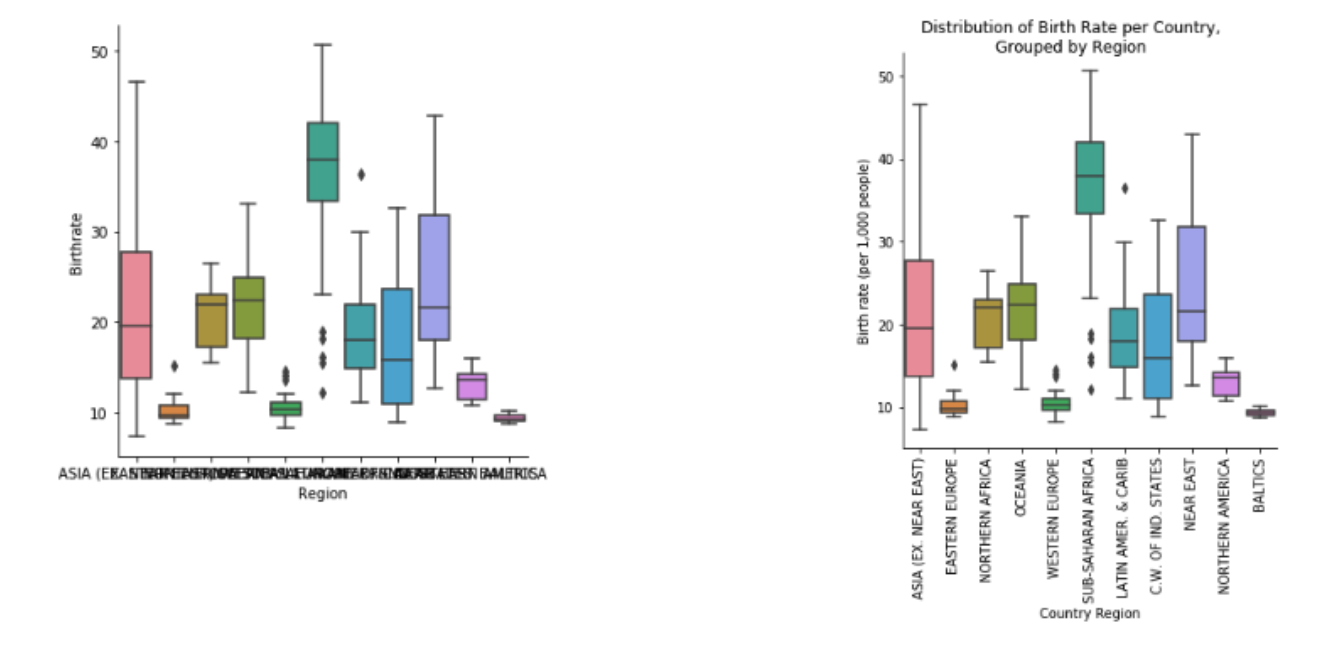 50
40
30
20
10
Birthrate
ASIA (EX
Region
Distribution of Birth Rate per Country,
Grouped by Region
50
40
30
20
10
Birth rate (per 1,000 people)
ASIA (EX. NEAR EAST)
EASTERN EUROPE
NORTHERN AFRICA
OCEANIA
WESTERN EUROPE
SUB-SAHARAN AFRICA
LATIN AMER. & CARIB
C.W. OF IND. STATES
NEAR EAST
NORTHERN AMERICA
BALTICS
Country Region